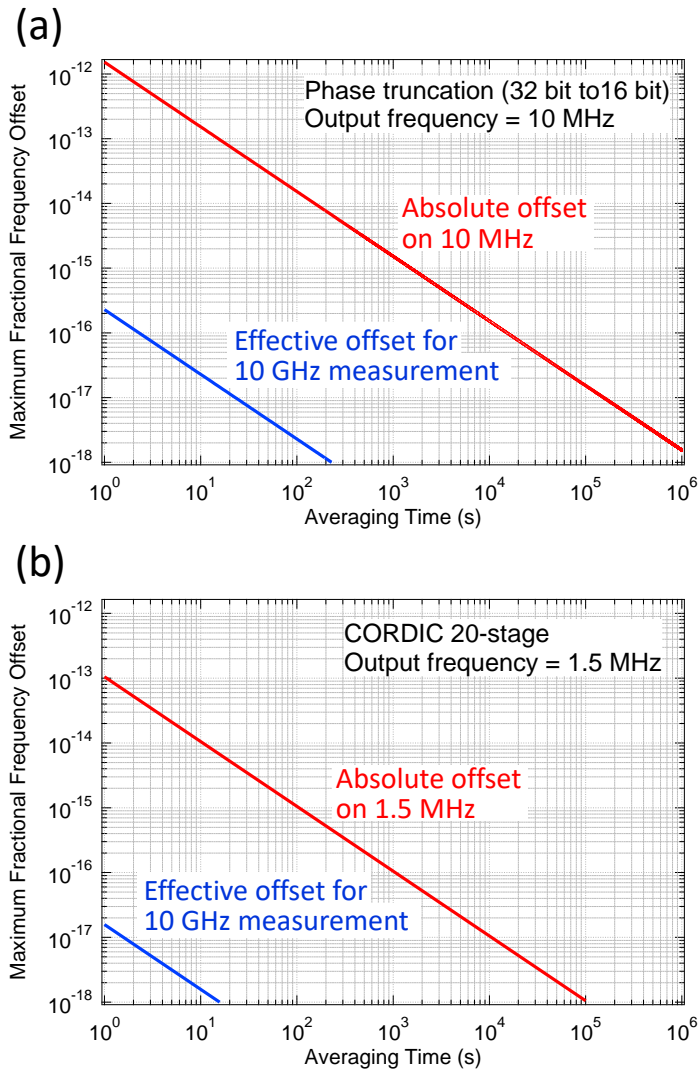 (a)
Maximum Fractional Frequency Offset
10^-12
10^-13
10^-14
10^-15
10^-16
10^-17
10^-18
Phase truncation (32 bit to16 bit)
Output frequency = 10 MHz
Absolute offset
on 10 MHz
Effective offset for
10 GHz measurement
10^0 10^1 10^2 10^3 10^4 10^5 10^6
Averaging Time (s)
(b)
Maximum Fractional Frequency Offset
10^-12
10^-13
10^-14
10^-15
10^-16
10^-17
10^-18
CORDIC 20-stage
Output frequency = 1.5 MHz
Absolute offset
on 1.5 MHz
Effective offset for
10 GHz measurement
10^0 10^1 10^2 10^3 10^4 10^5 10^6
Averaging Time (s)